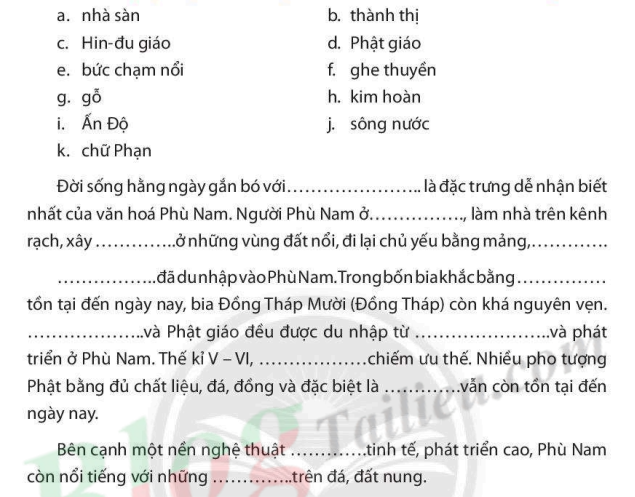 a. nhà sàn b. thành thị
c. Hin-đu giáo d. Phật giáo
e. bức chạm nổi f. ghe thuyền
g. gỗ h. kim hoàn
i. Ấn Độ j. sông nước
k. chữ Phạn
Đời sống hằng ngày gắn bó với........................ là đặc trưng dễ nhận biết
nhất của văn hoá Phù Nam. Người Phù Nam ở................., làm nhà trên kênh
rạch, xây ...............ở những vùng đất nổi, đi lại chủ yếu bằng mảng,..............
..................đã du nhập vào Phù Nam. Trong bốn bia khắc bằng................
tồn tại đến ngày nay, bia Đồng Tháp Mười (Đồng Tháp) còn khá nguyên vẹn.
.....................và Phật giáo đều được du nhập từ ........................và phát
triển ở Phù Nam. Thế kỉ V – VI, ...................chiếm ưu thế. Nhiều pho tượng
Phật bằng đủ chất liệu, đá, đồng và đặc biệt là ..............vẫn còn tồn tại đến
ngày nay.
Bên cạnh một nền nghệ thuật ..............tinh tế, phát triển cao, Phù Nam
còn nổi tiếng với những ...............trên đá, đất nung.
Blog Tailieu.com